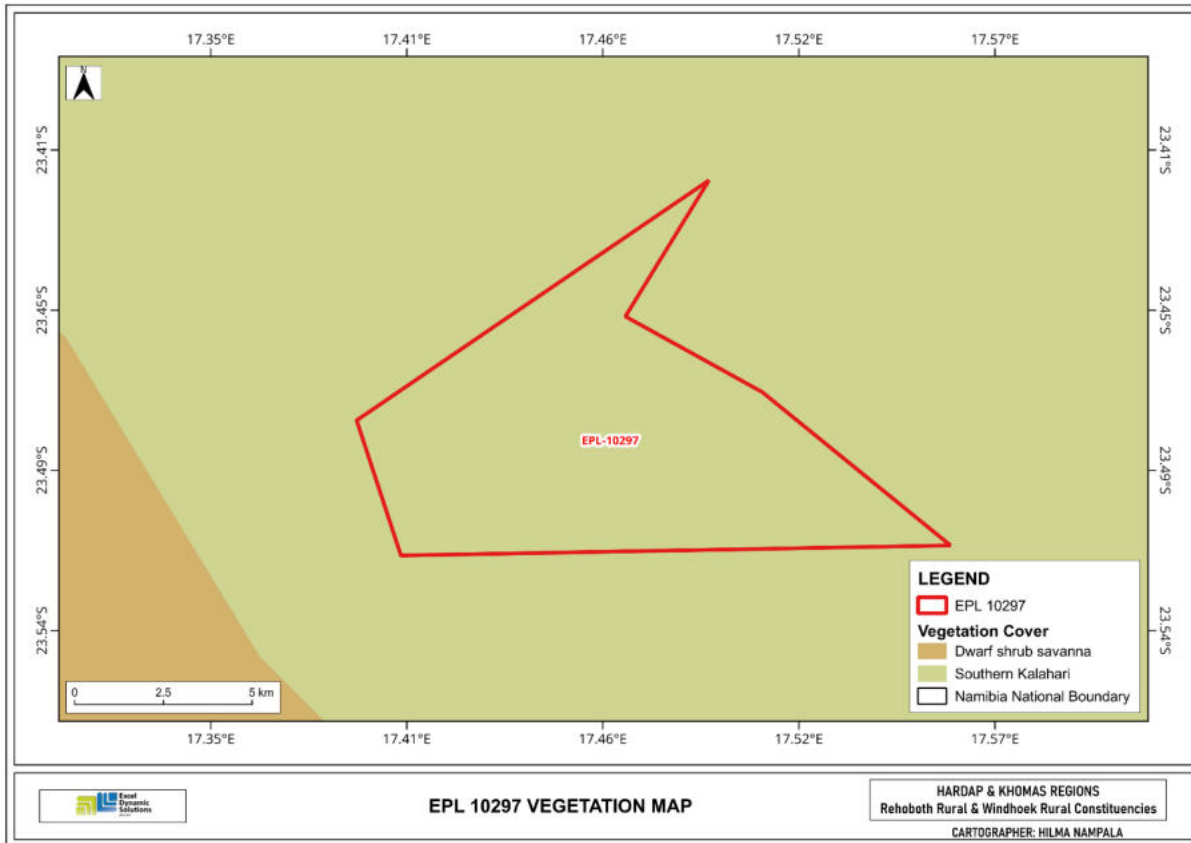 17.35°E 17.41°E 17.46°E 17.52°E 17.57°E
N
23.41°S 23.41°S
23.45°S 23.45°S
EPL-10297
23.49°S 23.49°S
23.54°S 23.54°S
LEGEND
EPL 10297
Vegetation Cover
Dwarf shrub savanna
Southern Kalahari
Namibia National Boundary
0 2.5 5 km
17.35°E 17.41°E 17.46°E 17.52°E 17.57°E
Excel
Dynamic
Solutions
EPL 10297 VEGETATION MAP
HARDAP & KHOMAS REGIONS
Rehoboth Rural & Windhoek Rural Constituencies
CARTOGRAPHER: HILMA NAMPALA